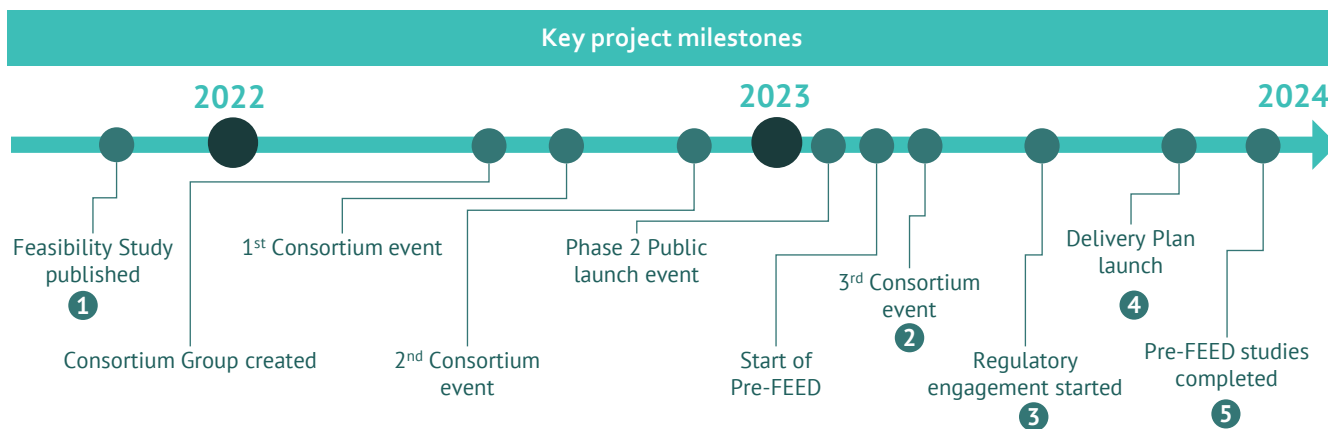 Key project milestones
2022
2023
2024
Feasibility Study
published
1
1st Consortium event
Phase 2 Public
launch event
Delivery Plan
launch
4
3rd Consortium
event
2
Consortium Group created
2nd Consortium
event
Start of
Pre-FEED
Regulatory
engagement started
3
Pre-FEED studies
completed
5